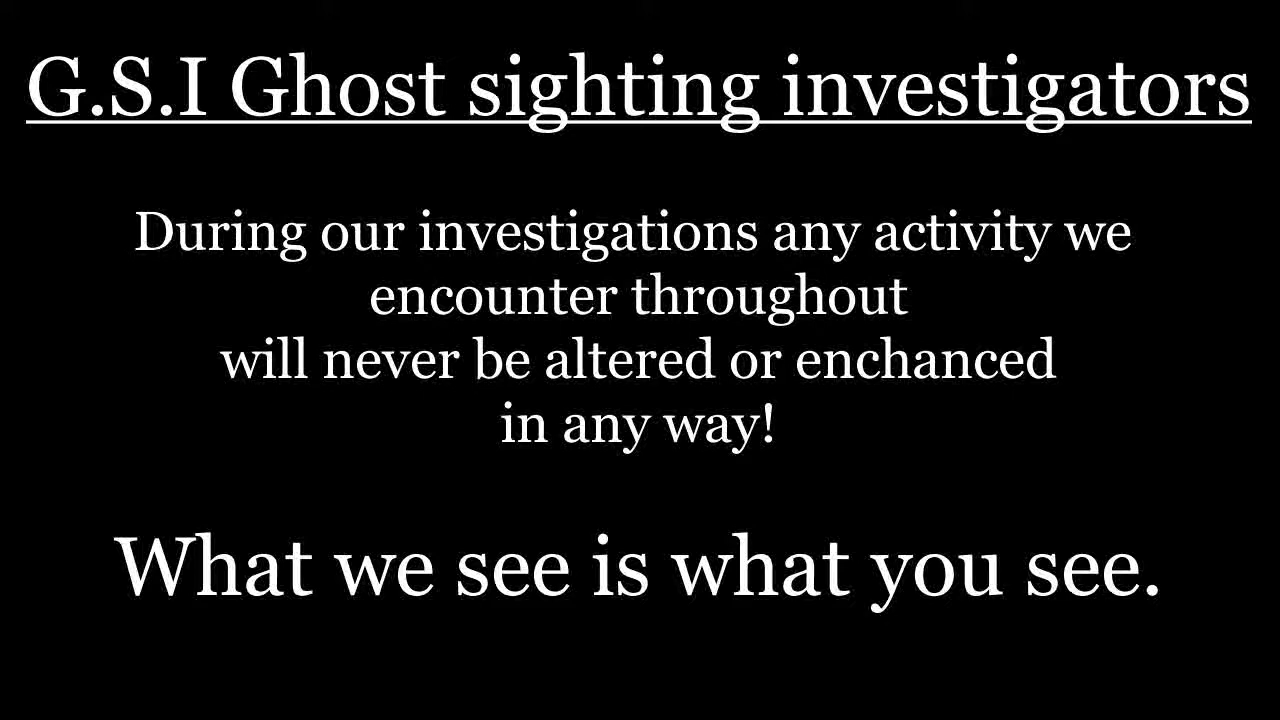 G.S.I Ghost sighting investigators
During our investigations any activity we
encounter throughout
will never be altered or enchanced
in any way!
What we see is what you see.